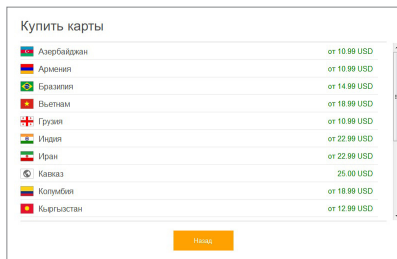 Купить карты
Азербайджан от 10.99 USD
Армения от 10.99 USD
Бразилия от 14.99 USD
Вьетнам от 18.99 USD
Грузия от 10.99 USD
Индия от 22.99 USD
Иран от 22.99 USD
Кавказ 25.00 USD
Колумбия от 18.99 USD
Кыргызстан от 12.99 USD
Назад